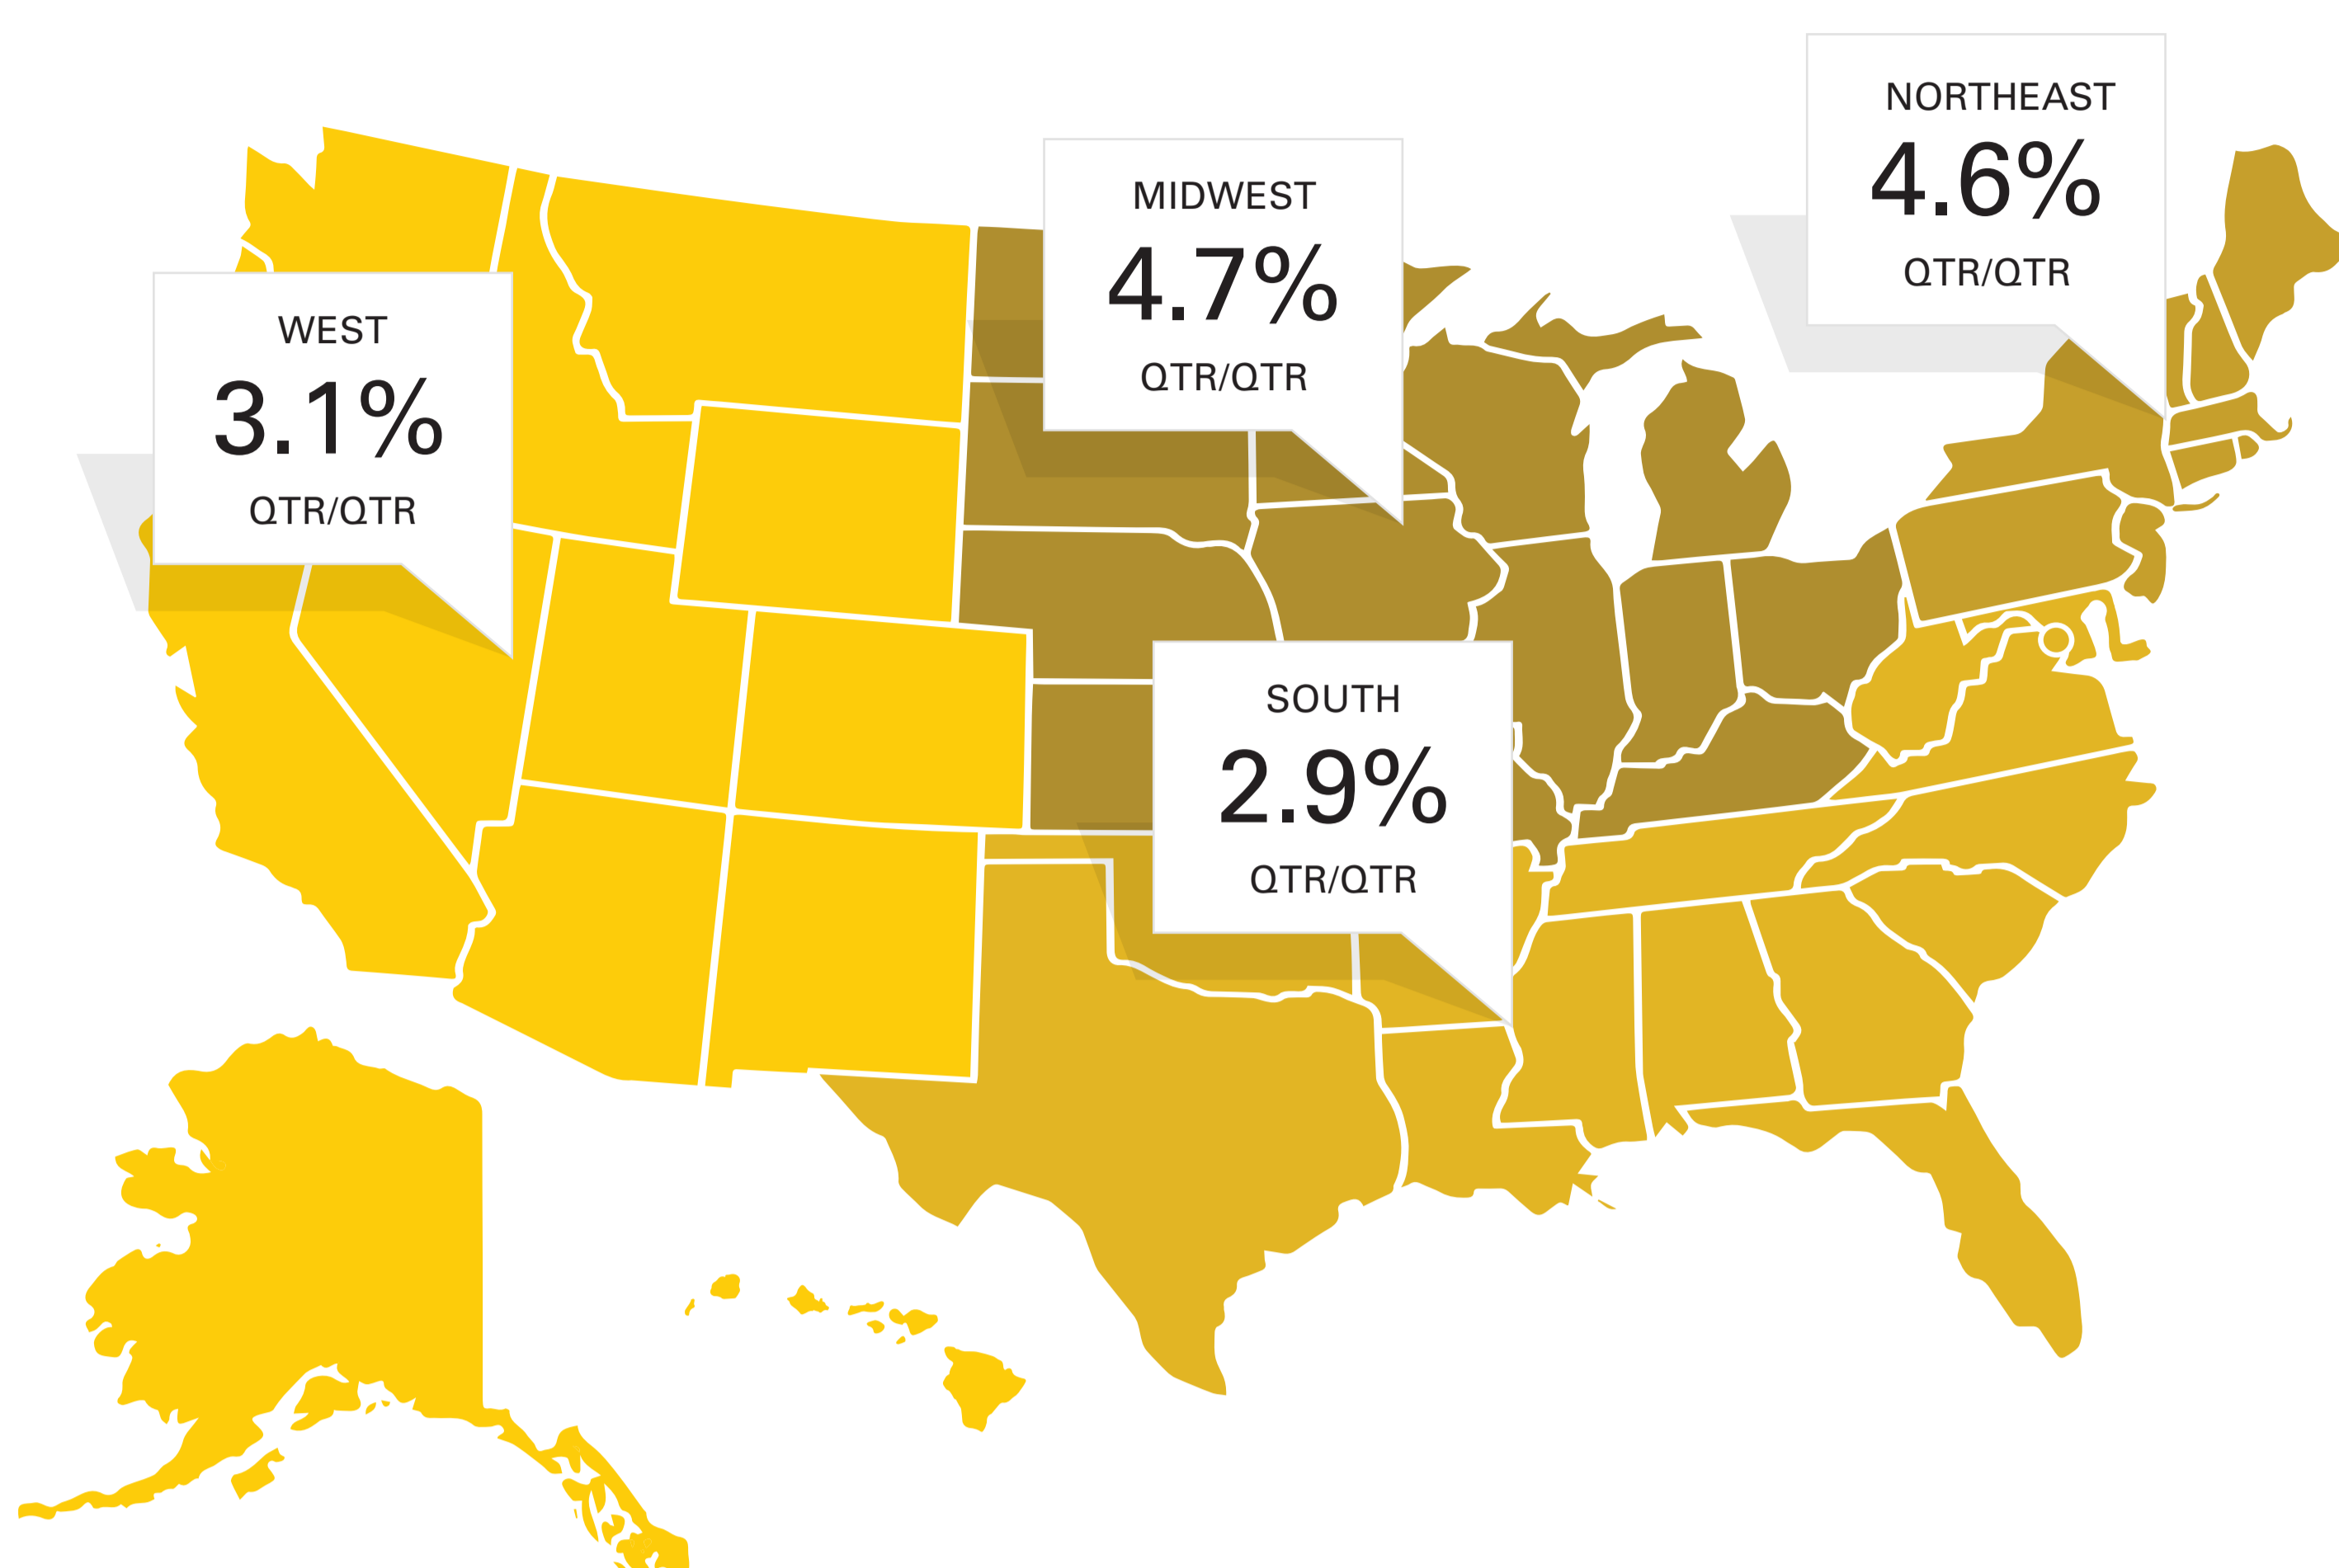 NORTHEAST
4.6%
QTR/QTR
MIDWEST
4.7%
QTR/QTR
WEST
3.1%
QTR/QTR
SOUTH
2.9%
QTR/QTR